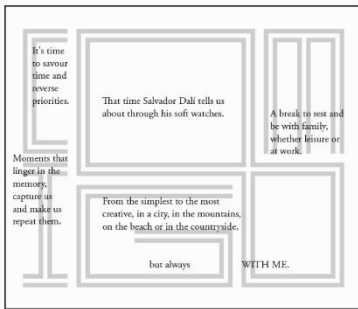 It's time
to savour
time and
reverse
priorities.
That time Salvador Dalí tells us
about through his soft watches.
A break to rest and
be with family,
whether leisure or
at work.
Moments that
linger in the
memory,
capture us
and make us
repeat them.
From the simplest to the most
creative, in a city, in the mountains,
on the beach or in the countryside,
but always WITH ME.